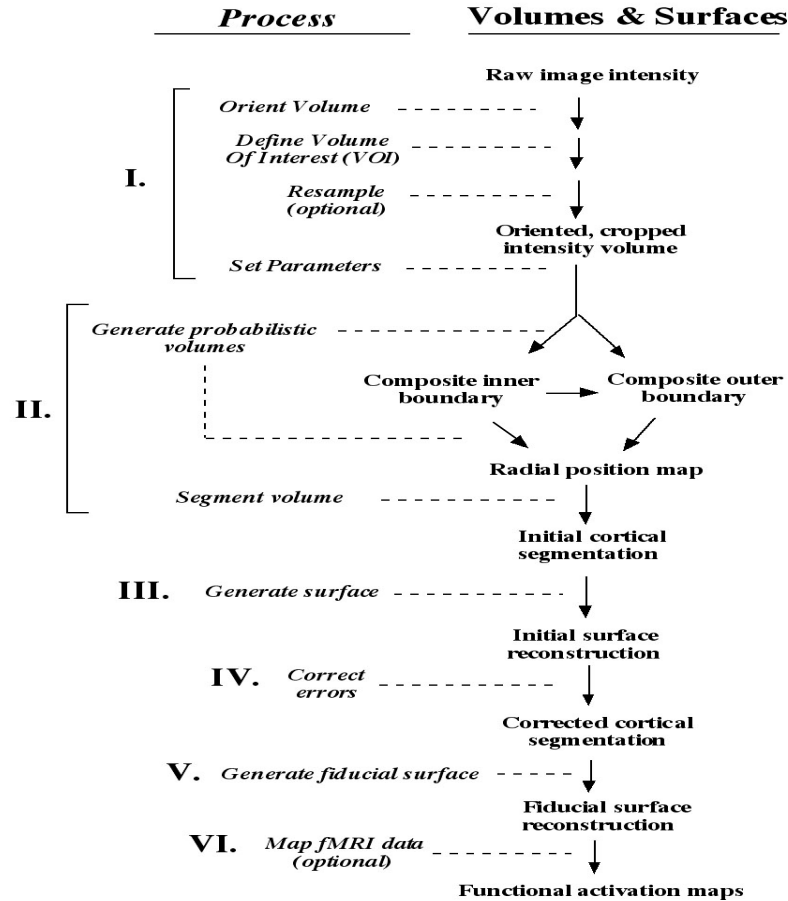 Process Volumes & Surfaces
Raw image intensity
Orient Volume
Define Volume
Of Interest (VOI)
I.
Resample
(optional)
Oriented, cropped
intensity volume
Set Parameters
Generate probabilistic
volumes
Composite inner
boundary
Composite outer
boundary
II.
Radial position map
Segment volume
Initial cortical
segmentation
III. Generate surface
Initial surface
reconstruction
IV. Correct
errors
Corrected cortical
segmentation
V. Generate fiducial surface
Fiducial surface
reconstruction
VI. Map fMRI data
(optional)
Functional activation maps